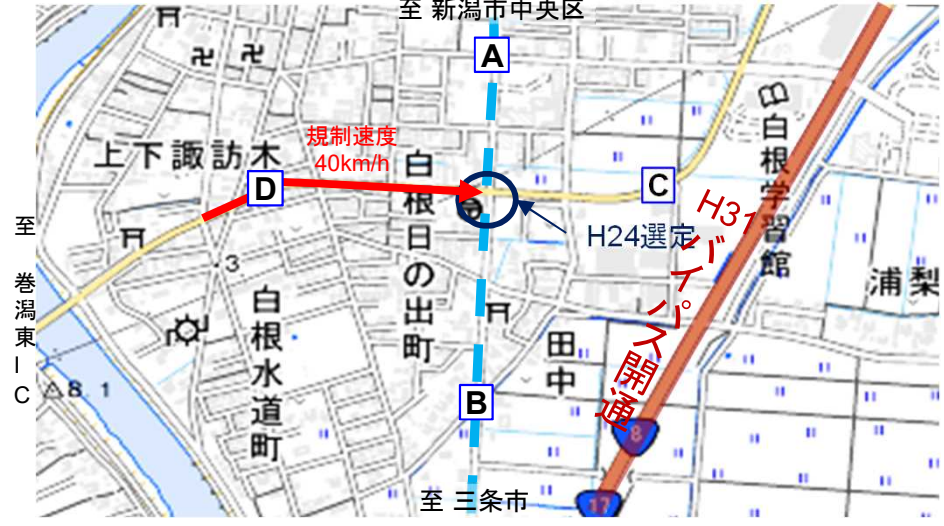 至 新潟市中央区
A
規制速度
40km/h
上下諏訪木
D
白根日の出町
C
H24選定
白根学習館
H31バイパス開通
浦梨
至 巻潟東IC
3
白根水道町
田中
8.1
B
8
17
至 三条市